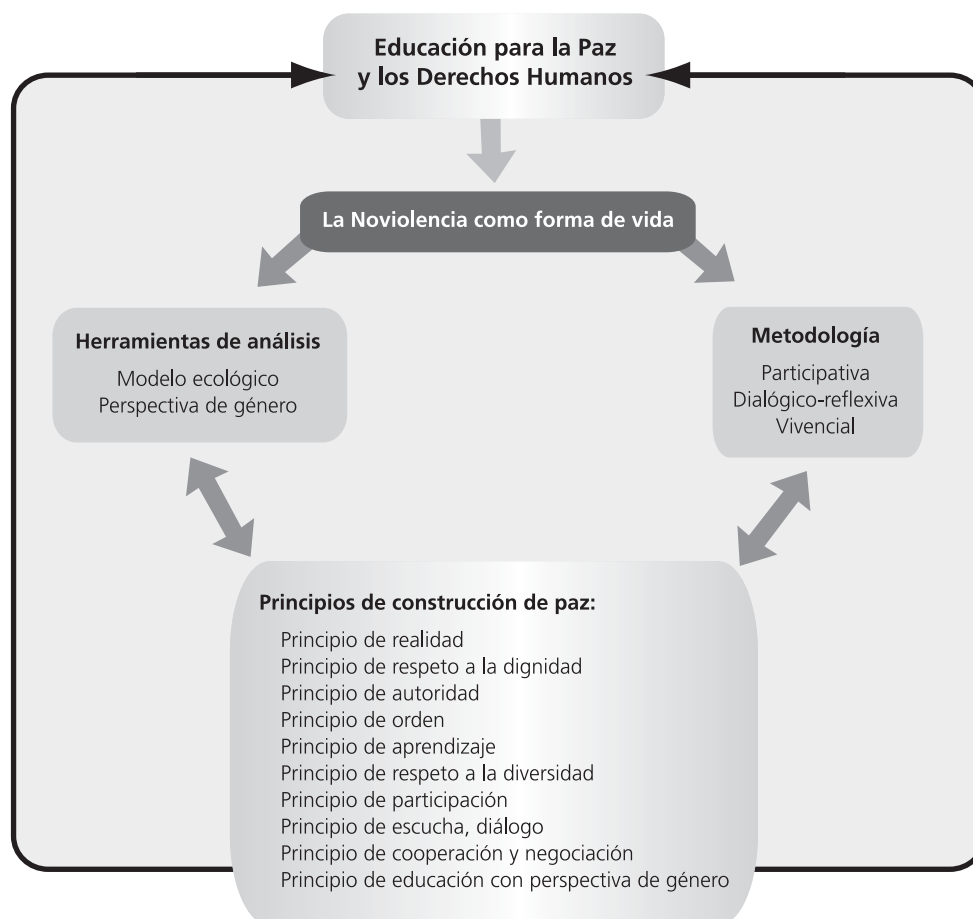 Educación para la Paz
y los Derechos Humanos
La Noviolencia como forma de vida
Herramientas de análisis
Modelo ecológico
Perspectiva de género
Metodología
Participativa
Dialógico-reflexiva
Vivencial
Principios de construcción de paz:
Principio de realidad
Principio de respeto a la dignidad
Principio de autoridad
Principio de orden
Principio de aprendizaje
Principio de respeto a la diversidad
Principio de participación
Principio de escucha, diálogo
Principio de cooperación y negociación
Principio de educación con perspectiva de género